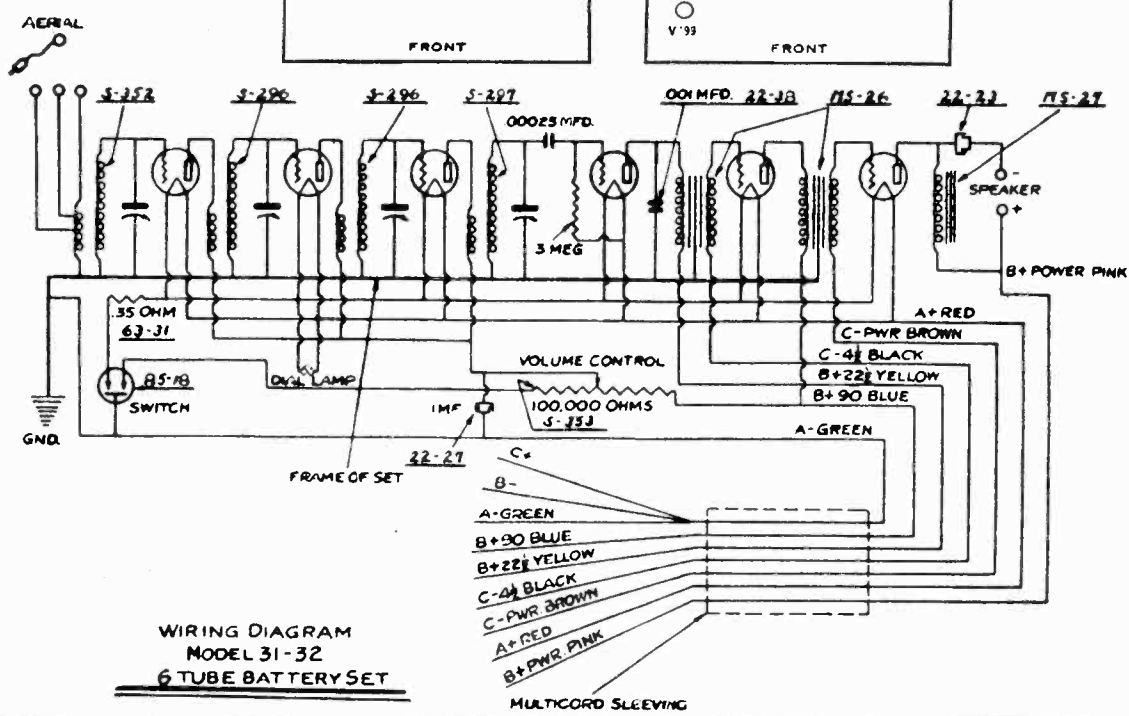 AERIAL
FRONT
V '99
FRONT
S-352
S-296
S-296
S-297
.00025 MFD.
.001 MFD. 22-38
MS-26
22-23
MS-27
3 MEG
- SPEAKER +
B+ POWER PINK
.35 OHM
63-31
A+ RED
C-PWR BROWN
C-4½ BLACK
B+22½ YELLOW
B+90 BLUE
A-GREEN
85-18
SWITCH
DIAL LAMP
VOLUME CONTROL
100,000 OHMS
S-353
1MF.
22-27
GND.
FRAME OF SET
C+
B-
A-GREEN
B+90 BLUE
B+22½ YELLOW
C-4½ BLACK
C-PWR. BROWN
A+RED
B+PWR. PINK
WIRING DIAGRAM
MODEL 31-32
6 TUBE BATTERY SET
MULTICORD SLEEVING